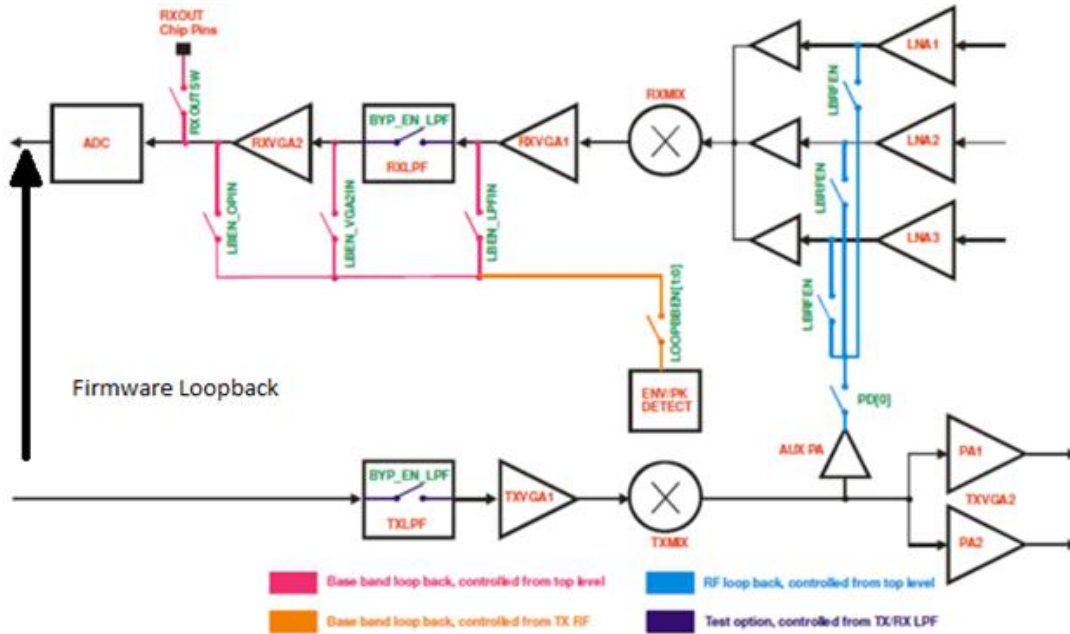 RXOUT
Chip Pins
RXOUTSW
ADC
RXVGA2
BYP_EN_LPF
RXLPF
RXVGA1
RXMIX
LNA1
LNA2
LNA3
LBRFEN
LBRFEN
LBRFEN
LBEN_OPIN
LBEN_VGA2IN
LBEN_LPFIN
LOOPBBEN[1:0]
ENV/PK
DETECT
Firmware Loopback
PD[0]
AUX PA
BYP_EN_LPF
TXLPF
TXVGA1
TXMIX
PA1
TXVGA2
PA2
Base band loop back, controlled from top level
RF loop back, controlled from top level
Base band loop back, controlled from TX RF
Test option, controlled from TX/RX LPF